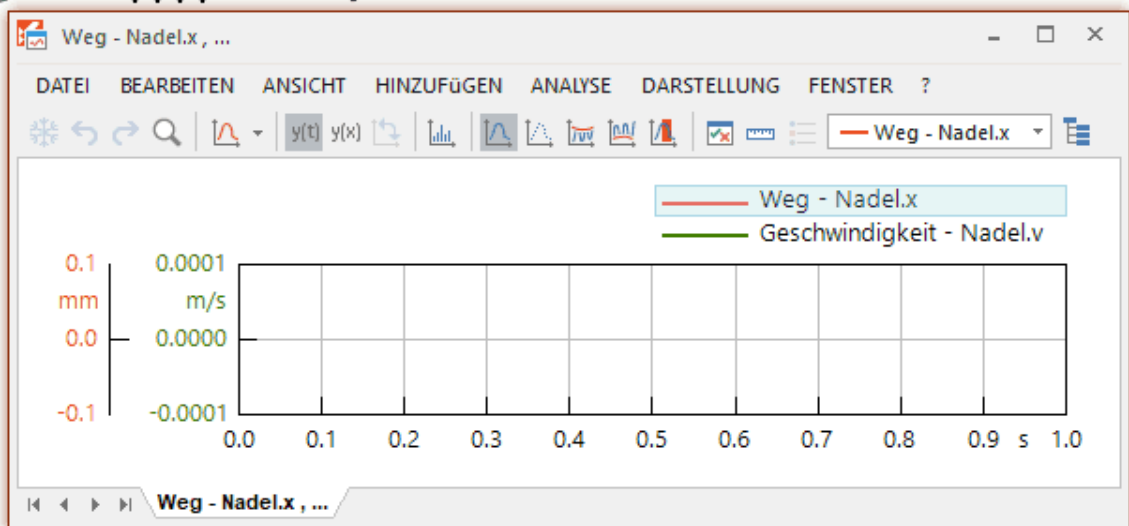 Weg - Nadel.x , ...
DATEI BEARBEITEN ANSICHT HINZUFüGEN ANALYSE DARSTELLUNG FENSTER ?
y(t) y(x) Weg - Nadel.x
Weg - Nadel.x
Geschwindigkeit - Nadel.v
0.1 0.0001
mm m/s
0.0 0.0000
-0.1 -0.0001
0.0 0.1 0.2 0.3 0.4 0.5 0.6 0.7 0.8 0.9 s 1.0
Weg - Nadel.x , ...